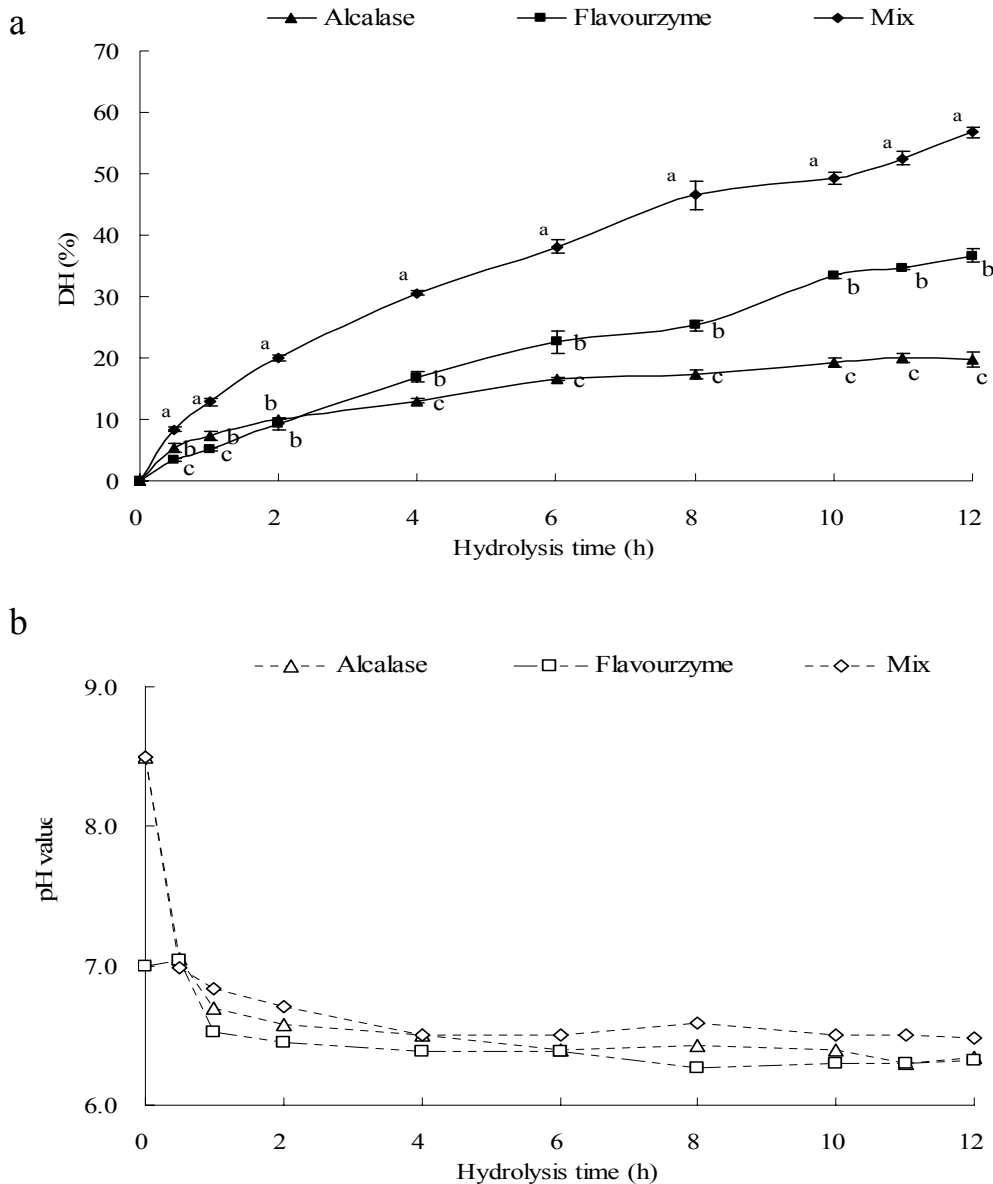 a
Alcalase Flavourzyme Mix
70
60
50
40
30
20
10
0
DH (%)
a a a a a a a a a
b b b b b b b b b b
c c c c c c c c
0 2 4 6 8 10 12
Hydrolysis time (h)
b
Alcalase Flavourzyme Mix
9.0
8.0
7.0
6.0
pH value
0 2 4 6 8 10 12
Hydrolysis time (h)